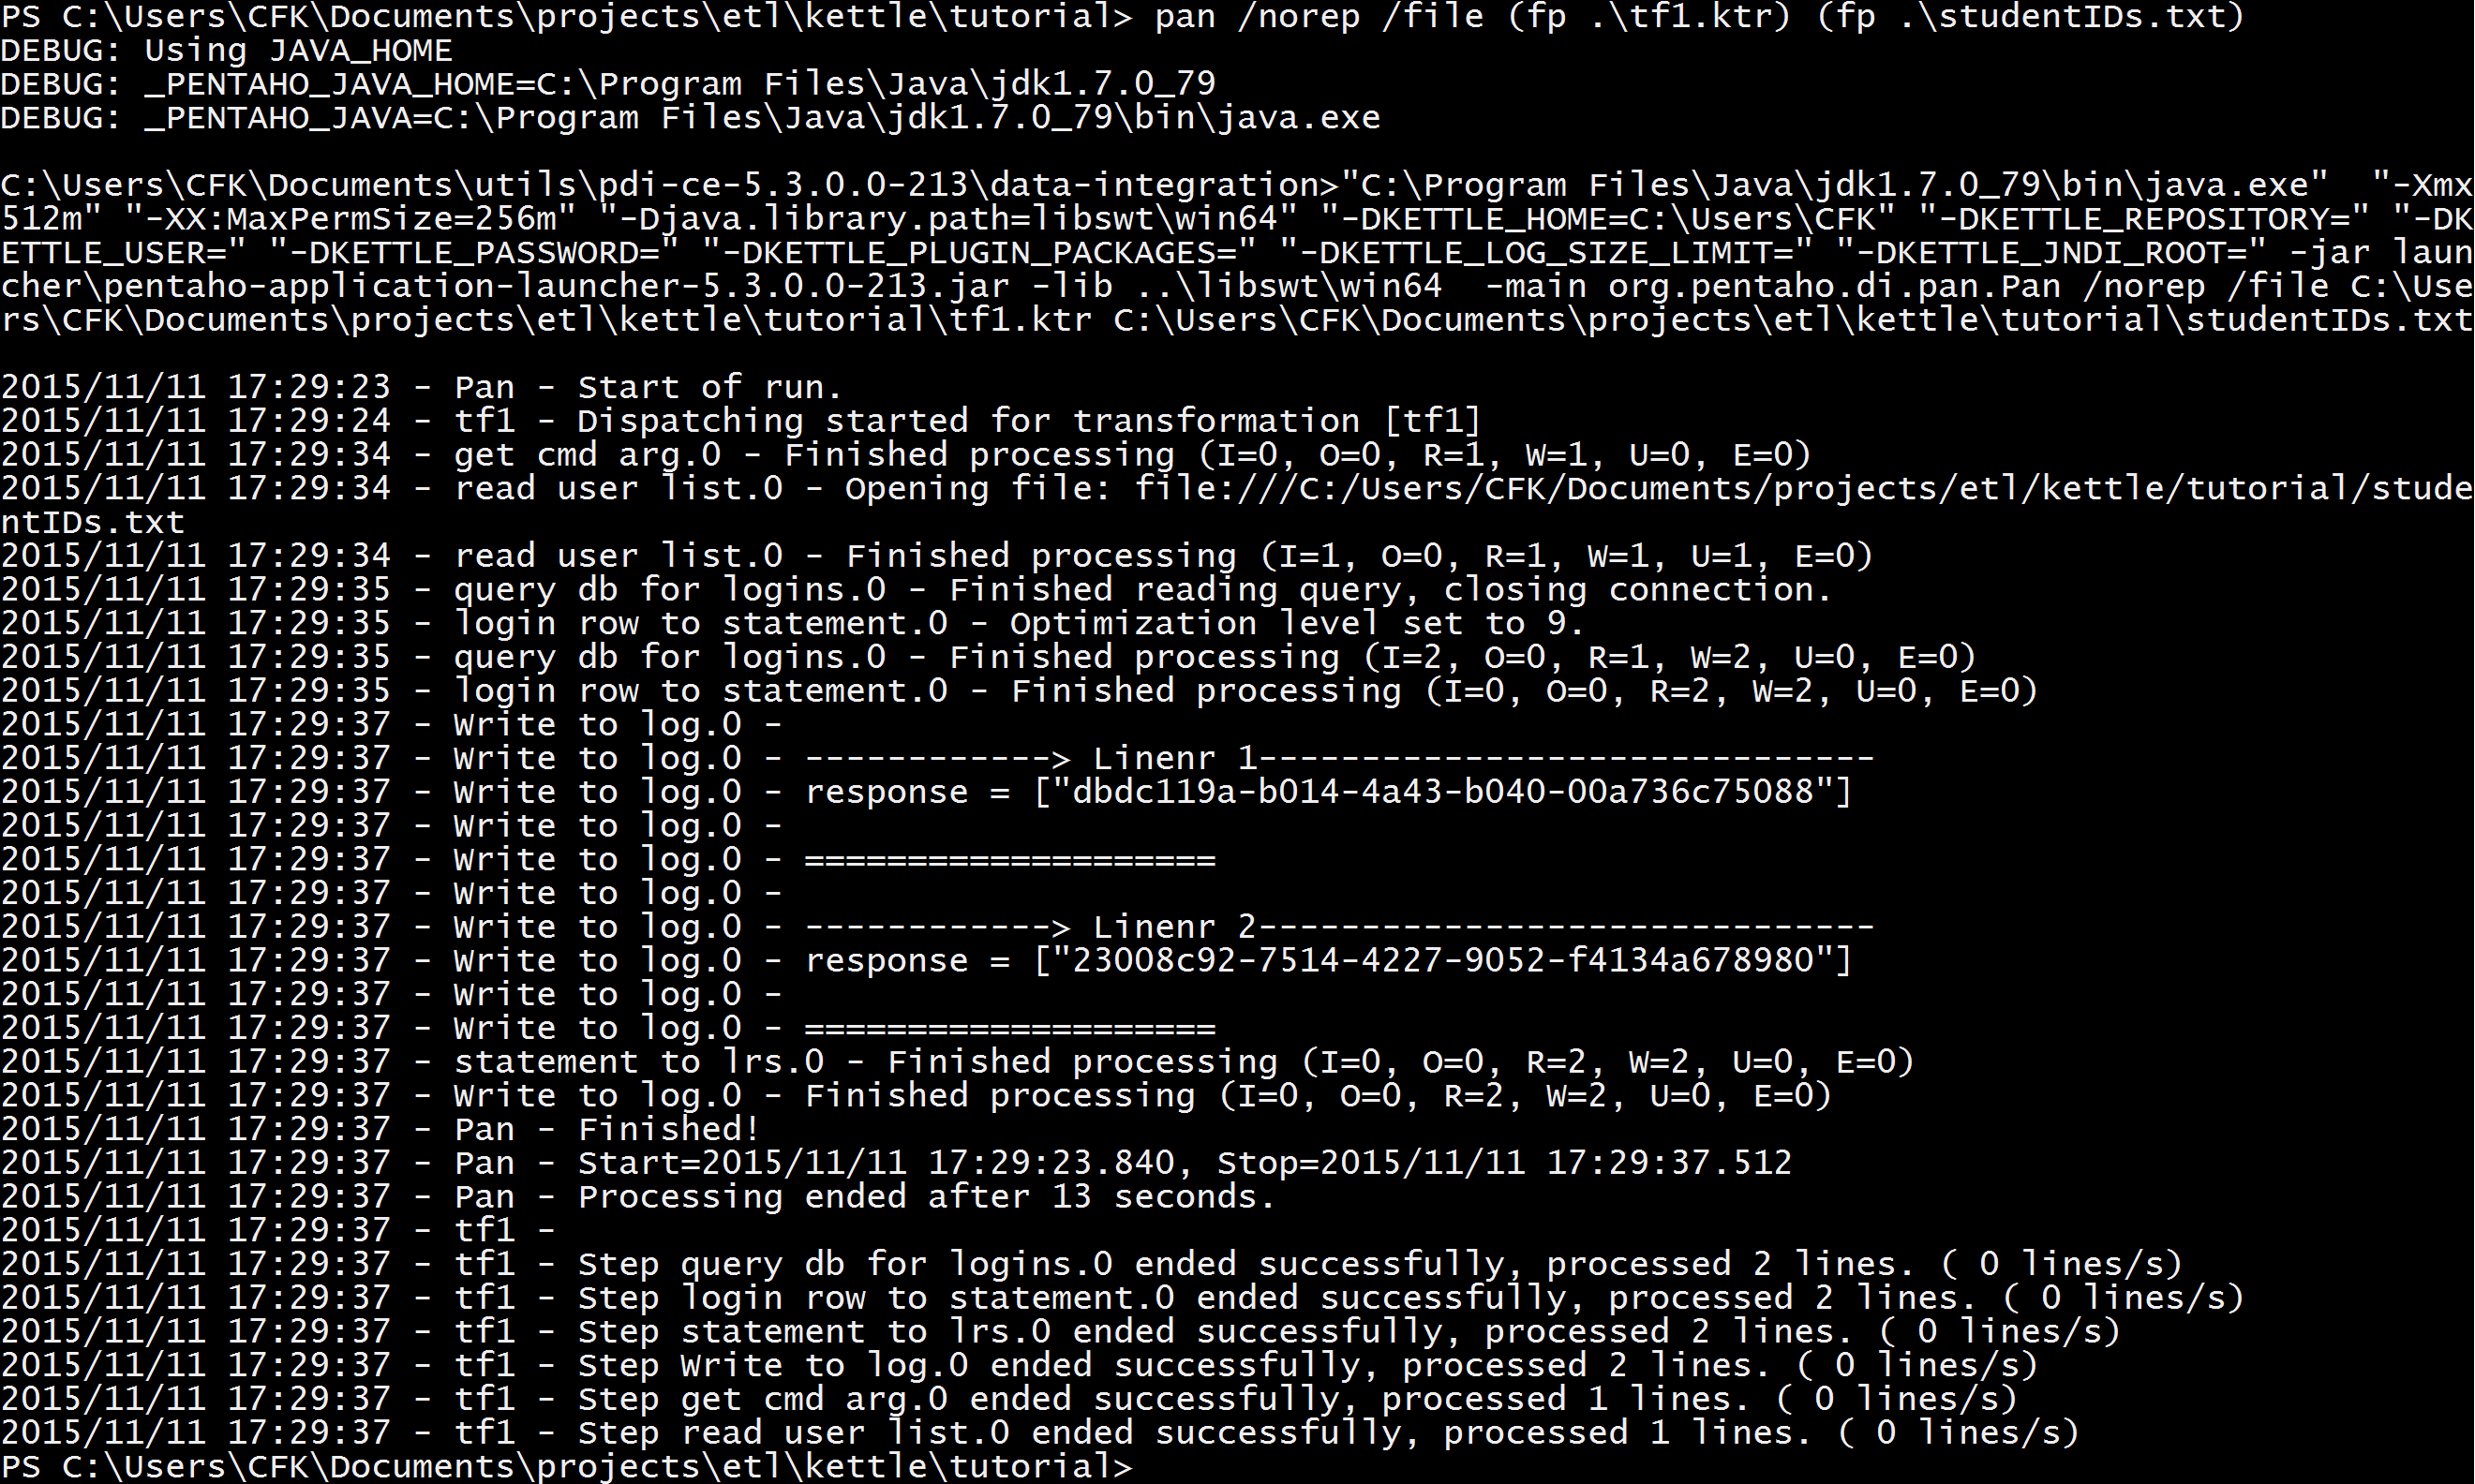 PS C:\Users\CFK\Documents\projects\etl\kettle\tutorial> pan /norep /file (fp .\tf1.ktr) (fp .\studentIDs.txt)
DEBUG: Using JAVA_HOME
DEBUG: _PENTAHO_JAVA_HOME=C:\Program Files\Java\jdk1.7.0_79
DEBUG: _PENTAHO_JAVA=C:\Program Files\Java\jdk1.7.0_79\bin\java.exe
C:\Users\CFK\Documents\utils\pdi-ce-5.3.0.0-213\data-integration>"C:\Program Files\Java\jdk1.7.0_79\bin\java.exe"  "-Xmx
512m" "-XX:MaxPermSize=256m" "-Djava.library.path=libswt\win64" "-DKETTLE_HOME=C:\Users\CFK" "-DKETTLE_REPOSITORY=" "-DK
ETTLE_USER=" "-DKETTLE_PASSWORD=" "-DKETTLE_PLUGIN_PACKAGES=" "-DKETTLE_LOG_SIZE_LIMIT=" "-DKETTLE_JNDI_ROOT=" -jar laun
cher\pentaho-application-launcher-5.3.0.0-213.jar -lib ..\libswt\win64  -main org.pentaho.di.pan.Pan /norep /file C:\Use
rs\CFK\Documents\projects\etl\kettle\tutorial\tf1.ktr C:\Users\CFK\Documents\projects\etl\kettle\tutorial\studentIDs.txt
2015/11/11 17:29:23 - Pan - Start of run.
2015/11/11 17:29:24 - tf1 - Dispatching started for transformation [tf1]
2015/11/11 17:29:34 - get cmd arg.0 - Finished processing (I=0, O=0, R=1, W=1, U=0, E=0)
2015/11/11 17:29:34 - read user list.0 - Opening file: file:///C:/Users/CFK/Documents/projects/etl/kettle/tutorial/stude
ntIDs.txt
2015/11/11 17:29:34 - read user list.0 - Finished processing (I=1, O=0, R=1, W=1, U=1, E=0)
2015/11/11 17:29:35 - query db for logins.0 - Finished reading query, closing connection.
2015/11/11 17:29:35 - login row to statement.0 - Optimization level set to 9.
2015/11/11 17:29:35 - query db for logins.0 - Finished processing (I=2, O=0, R=1, W=2, U=0, E=0)
2015/11/11 17:29:35 - login row to statement.0 - Finished processing (I=0, O=0, R=2, W=2, U=0, E=0)
2015/11/11 17:29:37 - Write to log.0 -
2015/11/11 17:29:37 - Write to log.0 - ------------> Linenr 1------------------------------
2015/11/11 17:29:37 - Write to log.0 - response = ["dbdc119a-b014-4a43-b040-00a736c75088"]
2015/11/11 17:29:37 - Write to log.0 -
2015/11/11 17:29:37 - Write to log.0 - ====================
2015/11/11 17:29:37 - Write to log.0 -
2015/11/11 17:29:37 - Write to log.0 - ------------> Linenr 2------------------------------
2015/11/11 17:29:37 - Write to log.0 - response = ["23008c92-7514-4227-9052-f4134a678980"]
2015/11/11 17:29:37 - Write to log.0 -
2015/11/11 17:29:37 - Write to log.0 - ====================
2015/11/11 17:29:37 - statement to lrs.0 - Finished processing (I=0, O=0, R=2, W=2, U=0, E=0)
2015/11/11 17:29:37 - Write to log.0 - Finished processing (I=0, O=0, R=2, W=2, U=0, E=0)
2015/11/11 17:29:37 - Pan - Finished!
2015/11/11 17:29:37 - Pan - Start=2015/11/11 17:29:23.840, Stop=2015/11/11 17:29:37.512
2015/11/11 17:29:37 - Pan - Processing ended after 13 seconds.
2015/11/11 17:29:37 - tf1 -
2015/11/11 17:29:37 - tf1 - Step query db for logins.0 ended successfully, processed 2 lines. ( 0 lines/s)
2015/11/11 17:29:37 - tf1 - Step login row to statement.0 ended successfully, processed 2 lines. ( 0 lines/s)
2015/11/11 17:29:37 - tf1 - Step statement to lrs.0 ended successfully, processed 2 lines. ( 0 lines/s)
2015/11/11 17:29:37 - tf1 - Step Write to log.0 ended successfully, processed 2 lines. ( 0 lines/s)
2015/11/11 17:29:37 - tf1 - Step get cmd arg.0 ended successfully, processed 1 lines. ( 0 lines/s)
2015/11/11 17:29:37 - tf1 - Step read user list.0 ended successfully, processed 1 lines. ( 0 lines/s)
PS C:\Users\CFK\Documents\projects\etl\kettle\tutorial>